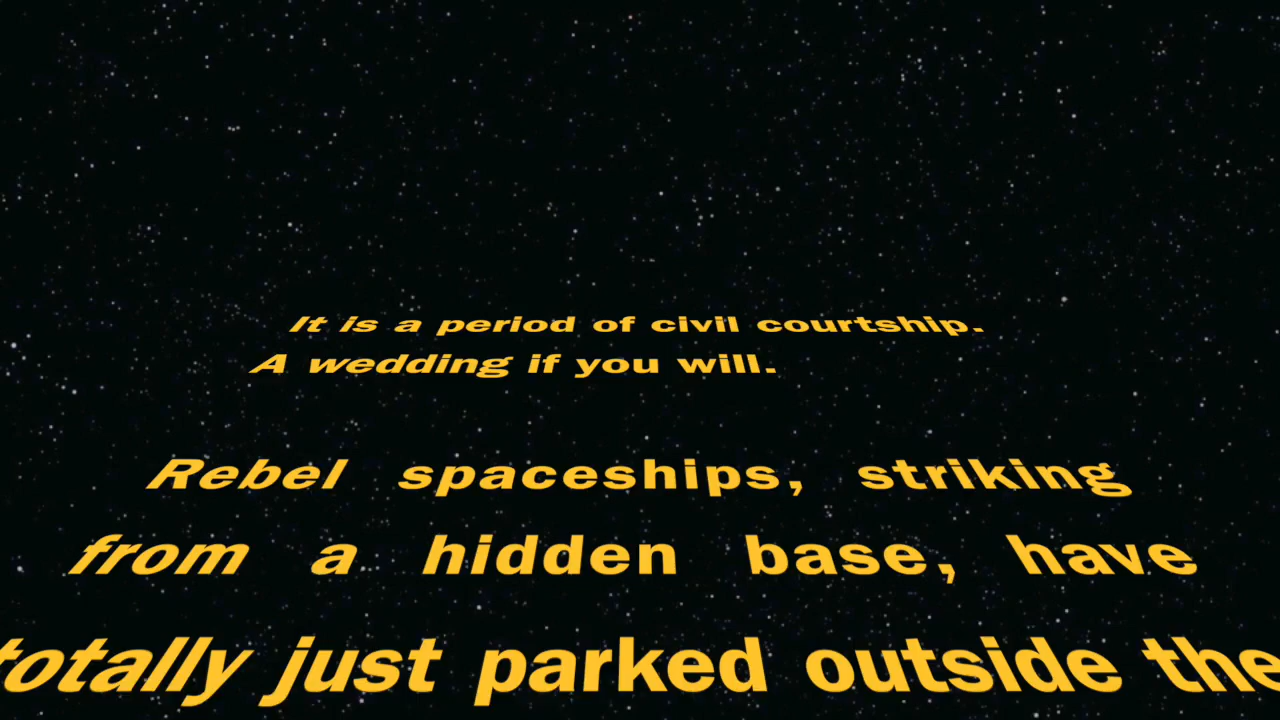 It is a period of civil courtship.
A wedding if you will.
Rebel spaceships, striking
from a hidden base, have
totally just parked outside the